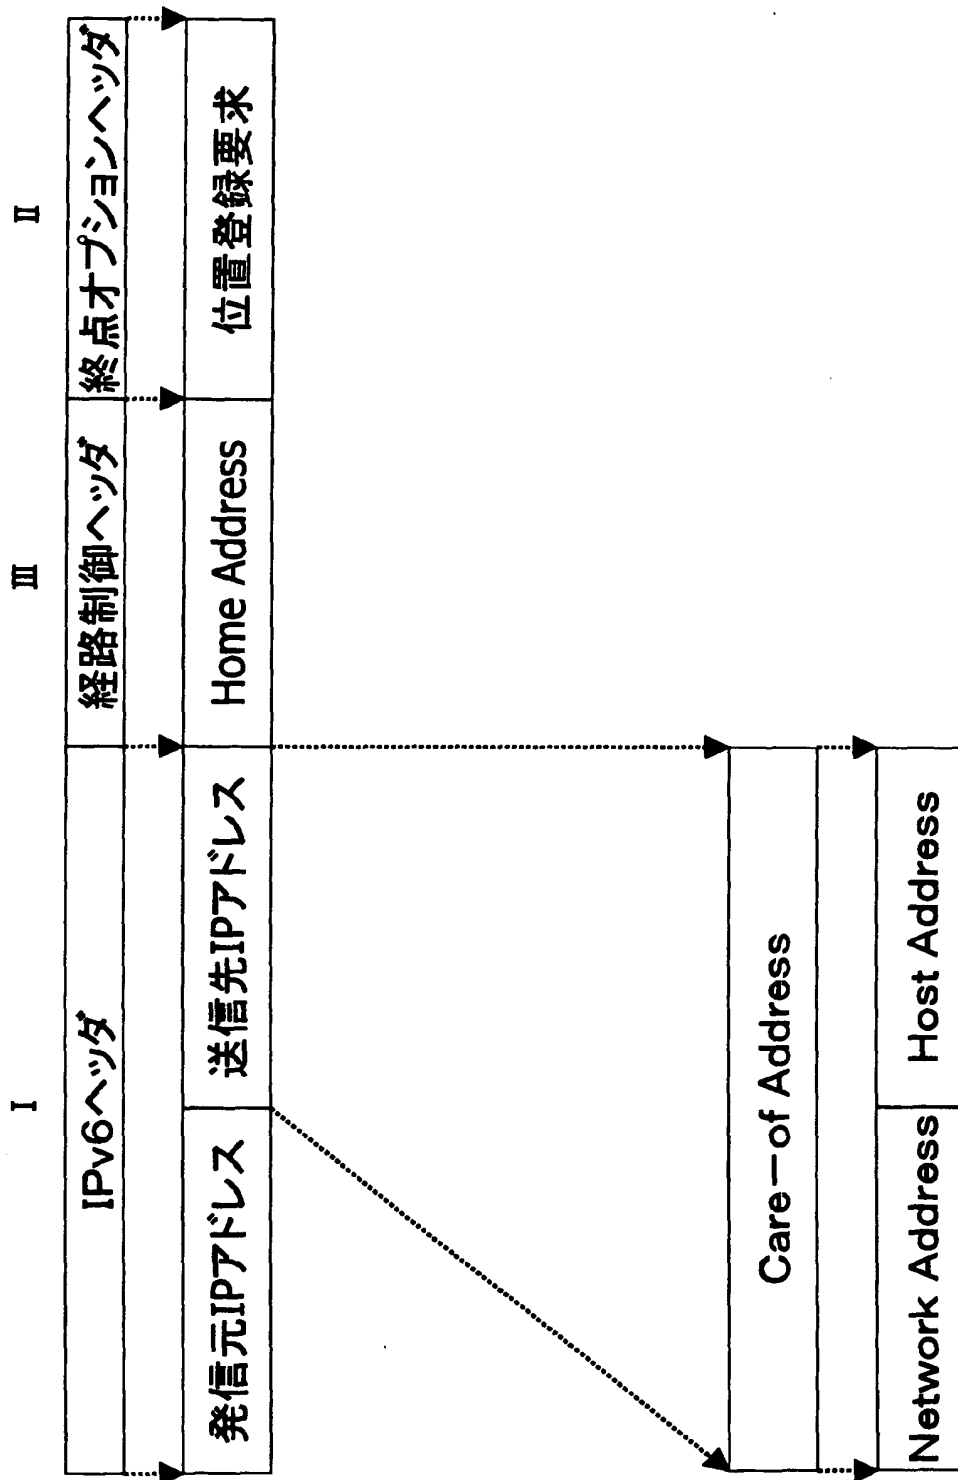 I
III
II
IPv6ヘッダ
経路制御ヘッダ
終点オプションヘッダ
発信元IPアドレス
送信先IPアドレス
Home Address
位置登録要求
Care－of Address
Network Address
Host Address